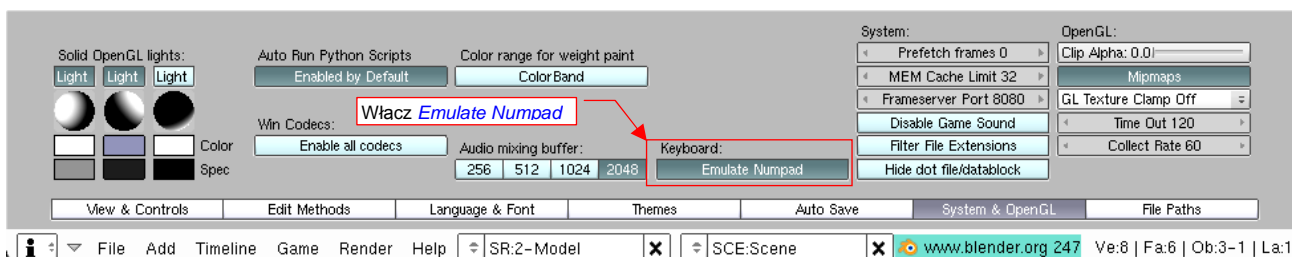 System:
OpenGL:
Solid OpenGL lights:
Auto Run Python Scripts
Color range for weight paint
Prefetch frames 0
Clip Alpha: 0.0
Light Light Light
Enabled by Default
ColorBand
MEM Cache Limit 32
Mipmaps
Włacz Emulate Numpad
Frameserver Port 8080
GL Texture Clamp Off
Win Codecs:
Disable Game Sound
Time Out 120
Color
Enable all codecs
Audio mixing buffer:
Keyboard:
Filter File Extensions
Collect Rate 60
Spec
256 512 1024 2048
Emulate Numpad
Hide dot file/datablock
View & Controls Edit Methods Language & Font Themes Auto Save System & OpenGL File Paths
File Add Timeline Game Render Help SR:2-Model SCE:Scene www.blender.org 247 Ve:8 | Fa:6 | Ob:3-1 | La:1